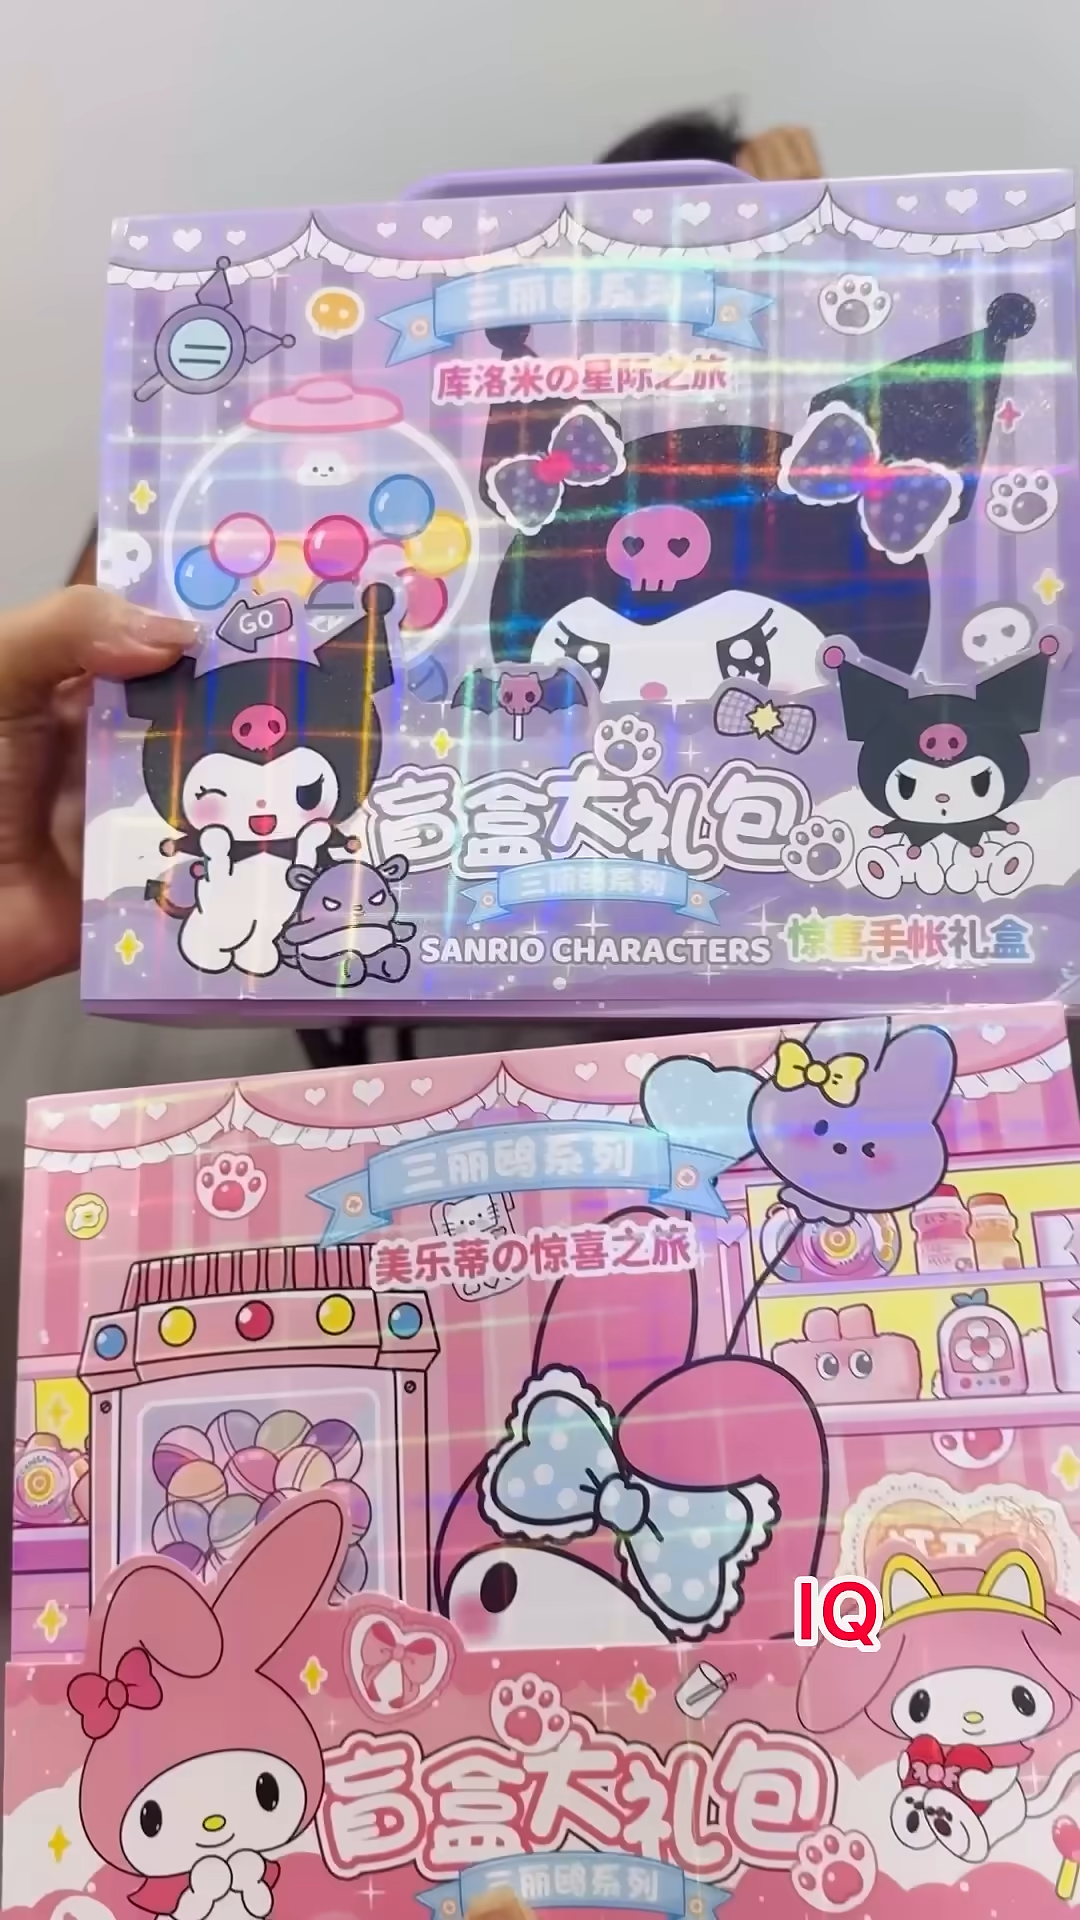 三丽鸥系列
库洛米の星际之旅
GO
盲盒大礼包
三丽鸥系列
SANRIO CHARACTERS
惊喜手帐礼盒
三丽鸥系列
美乐蒂の惊喜之旅
IQ
盲盒大礼包
三丽鸥系列